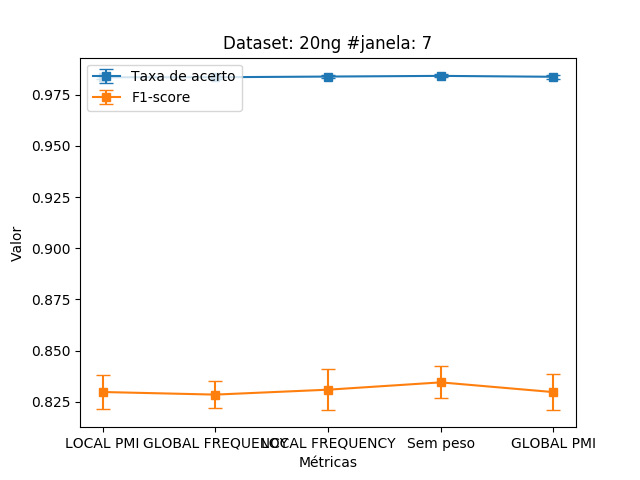 Dataset: 20ng #janela: 7
Taxa de acerto
F1-score
0.975
0.950
0.925
0.900
0.875
0.850
0.825
Valor
LOCAL PMI GLOBAL FREQUENCY LOCAL FREQUENCY Sem peso GLOBAL PMI
Métricas